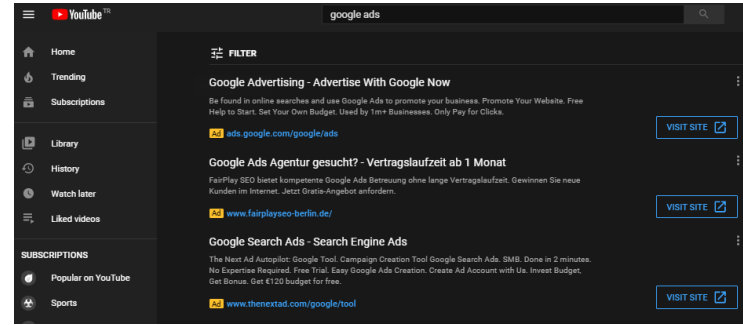 YouTube TR
google ads
Home
Trending
Subscriptions
Library
History
Watch later
Liked videos
SUBSCRIPTIONS
Popular on YouTube
Sports
FILTER
Google Advertising - Advertise With Google Now
Be found in online searches and use Google Ads to promote your business. Promote Your Website. Free
Help to Start. Set Your Own Budget. Used by 1m+ Businesses. Only Pay for Clicks.
Ad ads.google.com/google/ads
VISIT SITE
Google Ads Agentur gesucht? - Vertragslaufzeit ab 1 Monat
FairPlay SEO bietet kompetente Google Ads Betreuung ohne lange Vertragslaufzeit. Gewinnen Sie neue
Kunden im Internet. Jetzt Gratis-Angebot anfordern.
Ad www.fairplayseo-berlin.de/
VISIT SITE
Google Search Ads - Search Engine Ads
The Next Ad Autopilot: Google Tool. Campaign Creation Tool Google Search Ads. SMB. Done in 2 minutes.
No Expertise Required. Free Trial. Easy Google Ads Creation. Create Ad Account with Us. Invest Budget,
Get Bonus. Get €120 budget for free.
Ad www.thenextad.com/google/tool
VISIT SITE